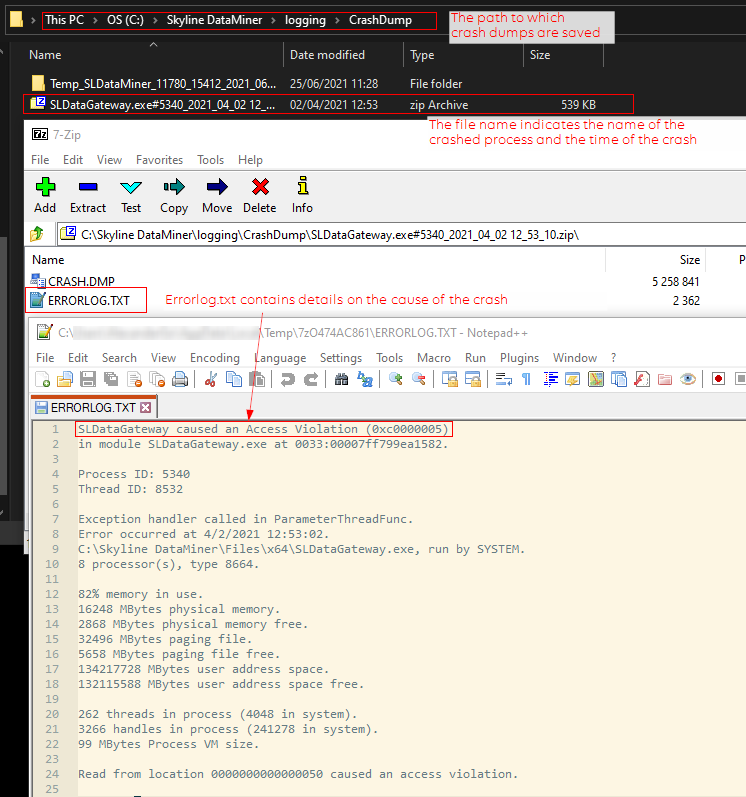 This PC > OS (C:) > Skyline DataMiner > logging > CrashDump
The path to which
crash dumps are saved
Name Date modified Type Size
Temp_SLDataMiner_11780_15412_2021_06... 25/06/2021 11:28 File folder
SLDataGateway.exe#5340_2021_04_02 12_... 02/04/2021 12:53 zip Archive 539 KB
The file name indicates the name of the
crashed process and the time of the crash
7z 7-Zip
File Edit View Favorites Tools Help
Add Extract Test Copy Move Delete Info
C:\Skyline DataMiner\logging\CrashDump\SLDataGateway.exe#5340_2021_04_02 12_53_10.zip\
Name Size P
CRASH.DMP 5 258 841
ERRORLOG.TXT 2 362
Errorlog.txt contains details on the cause of the crash
C:\ \Temp\7zO474AC861\ERRORLOG.TXT - Notepad++
File Edit Search View Encoding Language Settings Tools Macro Run Plugins Window ?
ERRORLOG.TXT
1 SLDataGateway caused an Access Violation (0xc0000005)
2 in module SLDataGateway.exe at 0033:00007ff799ea1582.
3
4 Process ID: 5340
5 Thread ID: 8532
6
7 Exception handler called in ParameterThreadFunc.
8 Error occurred at 4/2/2021 12:53:02.
9 C:\Skyline DataMiner\Files\x64\SLDataGateway.exe, run by SYSTEM.
10 8 processor(s), type 8664.
11
12 82% memory in use.
13 16248 MBytes physical memory.
14 2868 MBytes physical memory free.
15 32496 MBytes paging file.
16 5658 MBytes paging file free.
17 134217728 MBytes user address space.
18 132115588 MBytes user address space free.
19
20 262 threads in process (4048 in system).
21 3266 handles in process (241278 in system).
22 99 MBytes Process VM size.
23
24 Read from location 0000000000000050 caused an access violation.
25